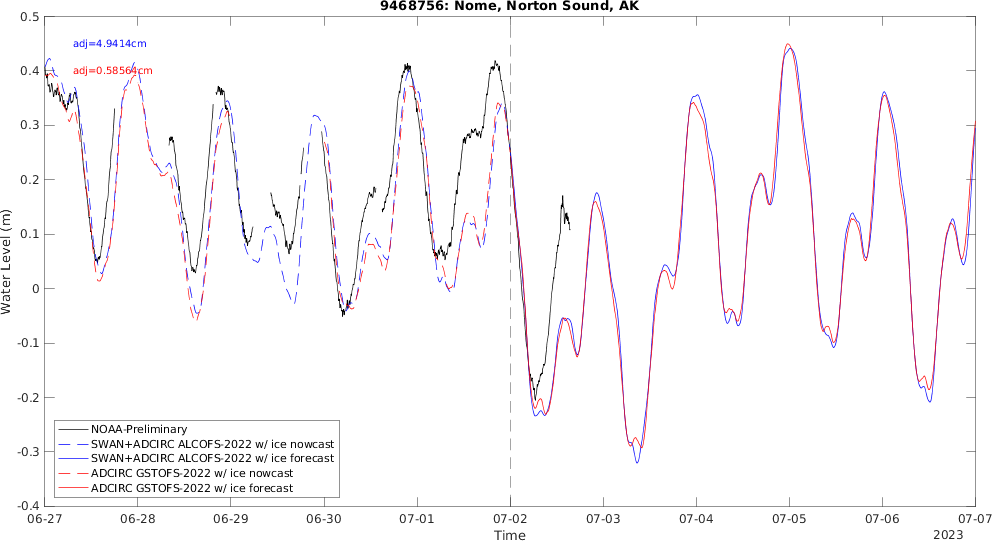 9468756: Nome, Norton Sound, AK
adj=4.9414cm
adj=0.58564cm
Water Level (m)
0.5
0.4
0.3
0.2
0.1
0
-0.1
-0.2
-0.3
-0.4
NOAA-Preliminary
SWAN+ADCIRC ALCOFS-2022 w/ ice nowcast
SWAN+ADCIRC ALCOFS-2022 w/ ice forecast
ADCIRC GSTOFS-2022 w/ ice nowcast
ADCIRC GSTOFS-2022 w/ ice forecast
06-27 06-28 06-29 06-30 07-01 07-02 07-03 07-04 07-05 07-06 07-07
Time
2023